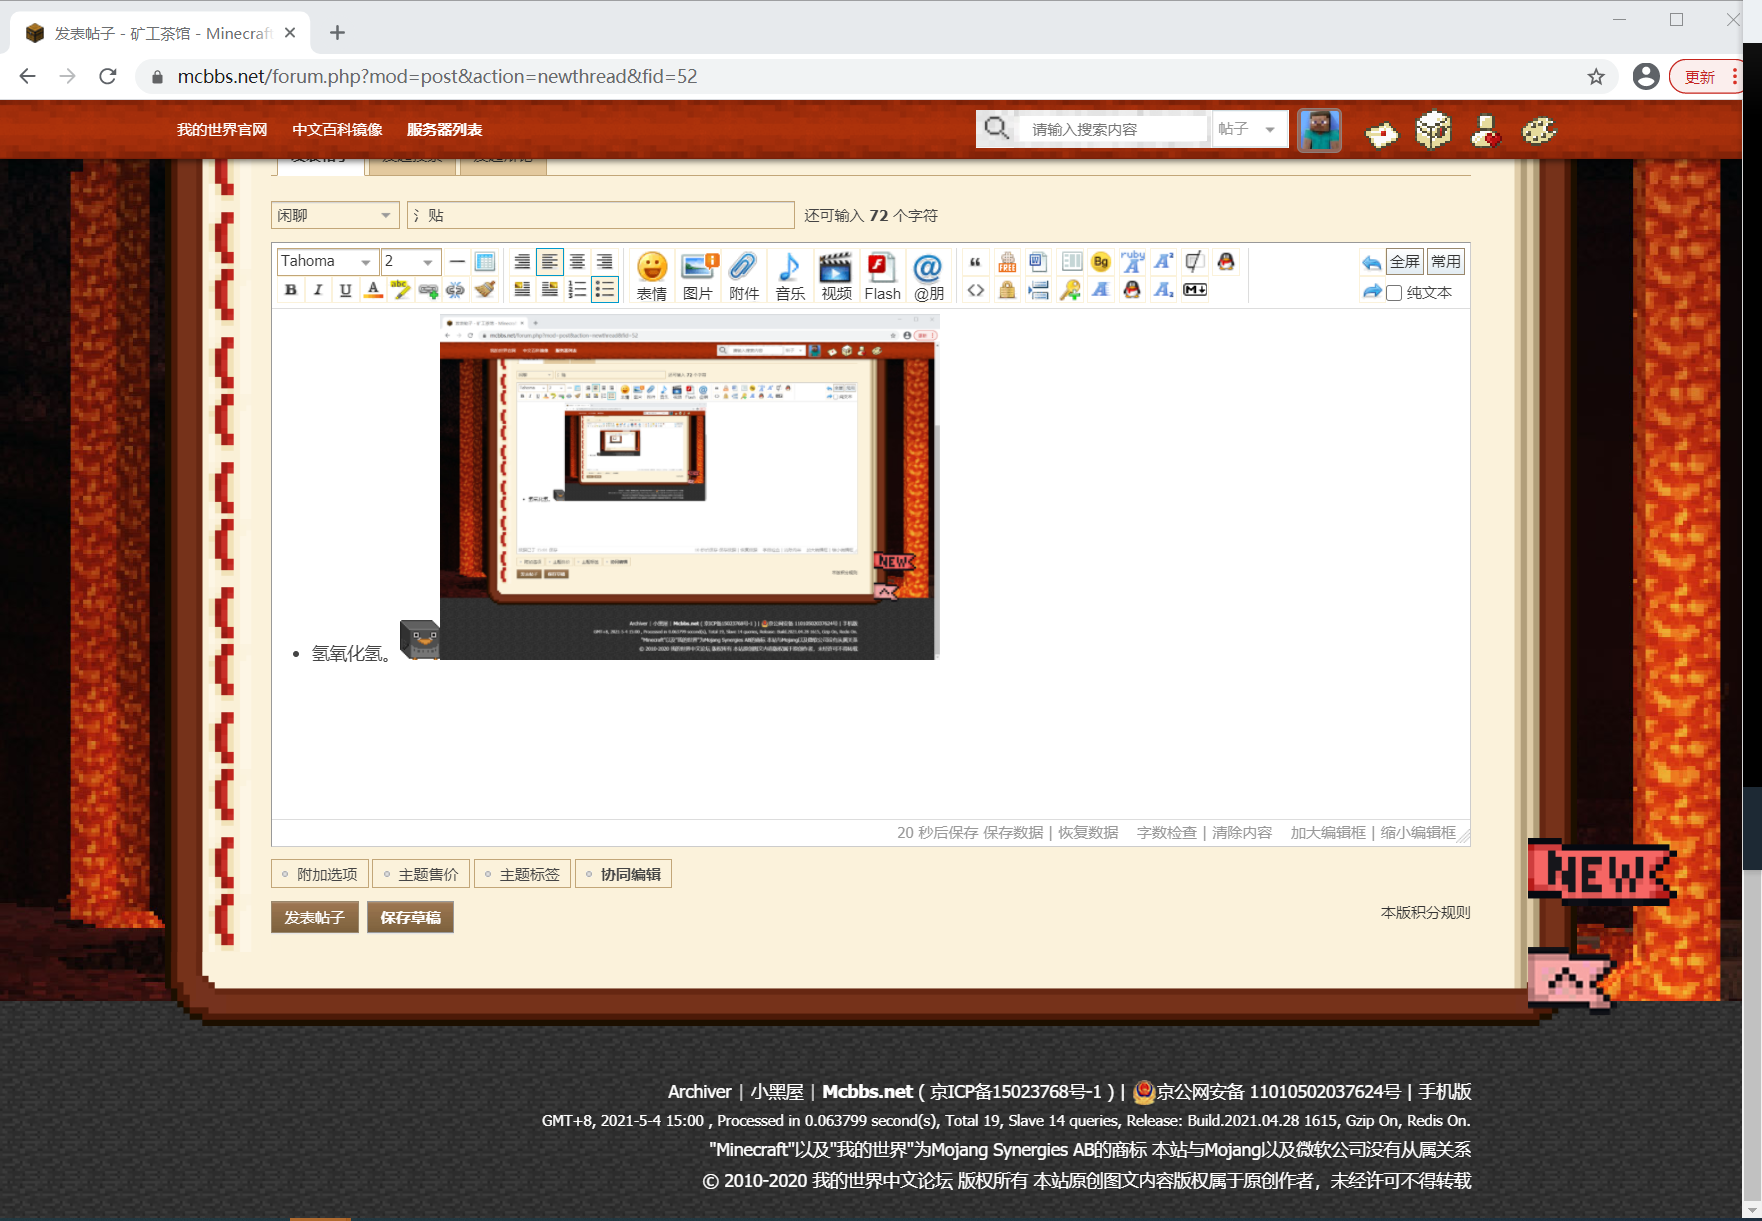 发表帖子 - 矿工茶馆 - Minecraft
mcbbs.net/forum.php?mod=post&action=newthread&fid=52
更新
我的世界官网 中文百科镜像 服务器列表
请输入搜索内容 帖子
闲聊 氵贴 还可输入 72 个字符
Tahoma 2
全屏 常用
B I U A abc
表情 图片 附件 音乐 视频 Flash @朋
纯文本
氢氧化氢。
20 秒后保存 保存数据 | 恢复数据 字数检查 | 清除内容 加大编辑框 | 缩小编辑框
附加选项 主题售价 主题标签 协同编辑
NEW
发表帖子 保存草稿
本版积分规则
Archiver | 小黑屋 | Mcbbs.net ( 京ICP备15023768号-1 ) | 京公网安备 11010502037624号 | 手机版
GMT+8, 2021-5-4 15:00 , Processed in 0.063799 second(s), Total 19, Slave 14 queries, Release: Build.2021.04.28 1615, Gzip On, Redis On.
"Minecraft"以及"我的世界"为Mojang Synergies AB的商标 本站与Mojang以及微软公司没有从属关系
© 2010-2020 我的世界中文论坛 版权所有 本站原创图文内容版权属于原创作者，未经许可不得转载